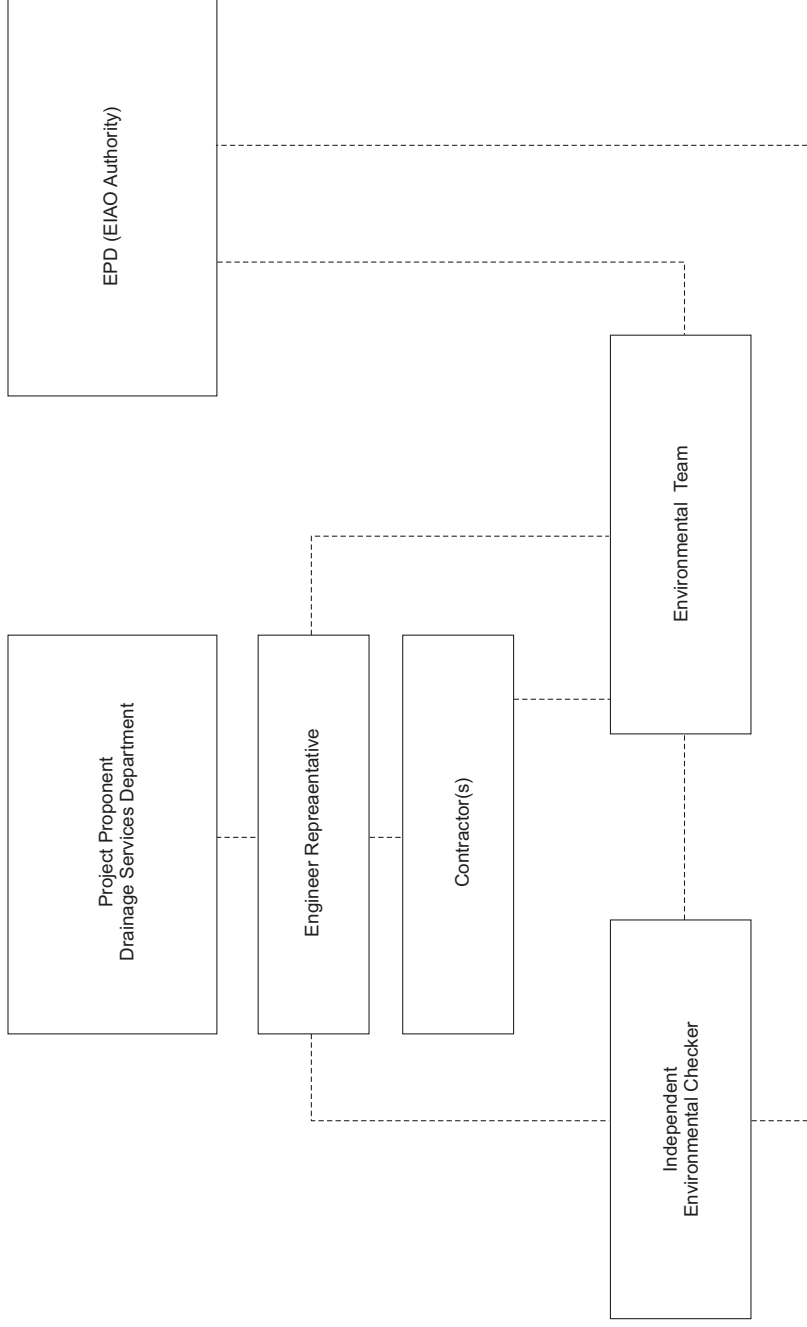 Project Proponent
Drainage Services Department
EPD (EIAO Authority)
Engineer Repreaentative
Contractor(s)
Independent
Environmental Checker
Environmental Team